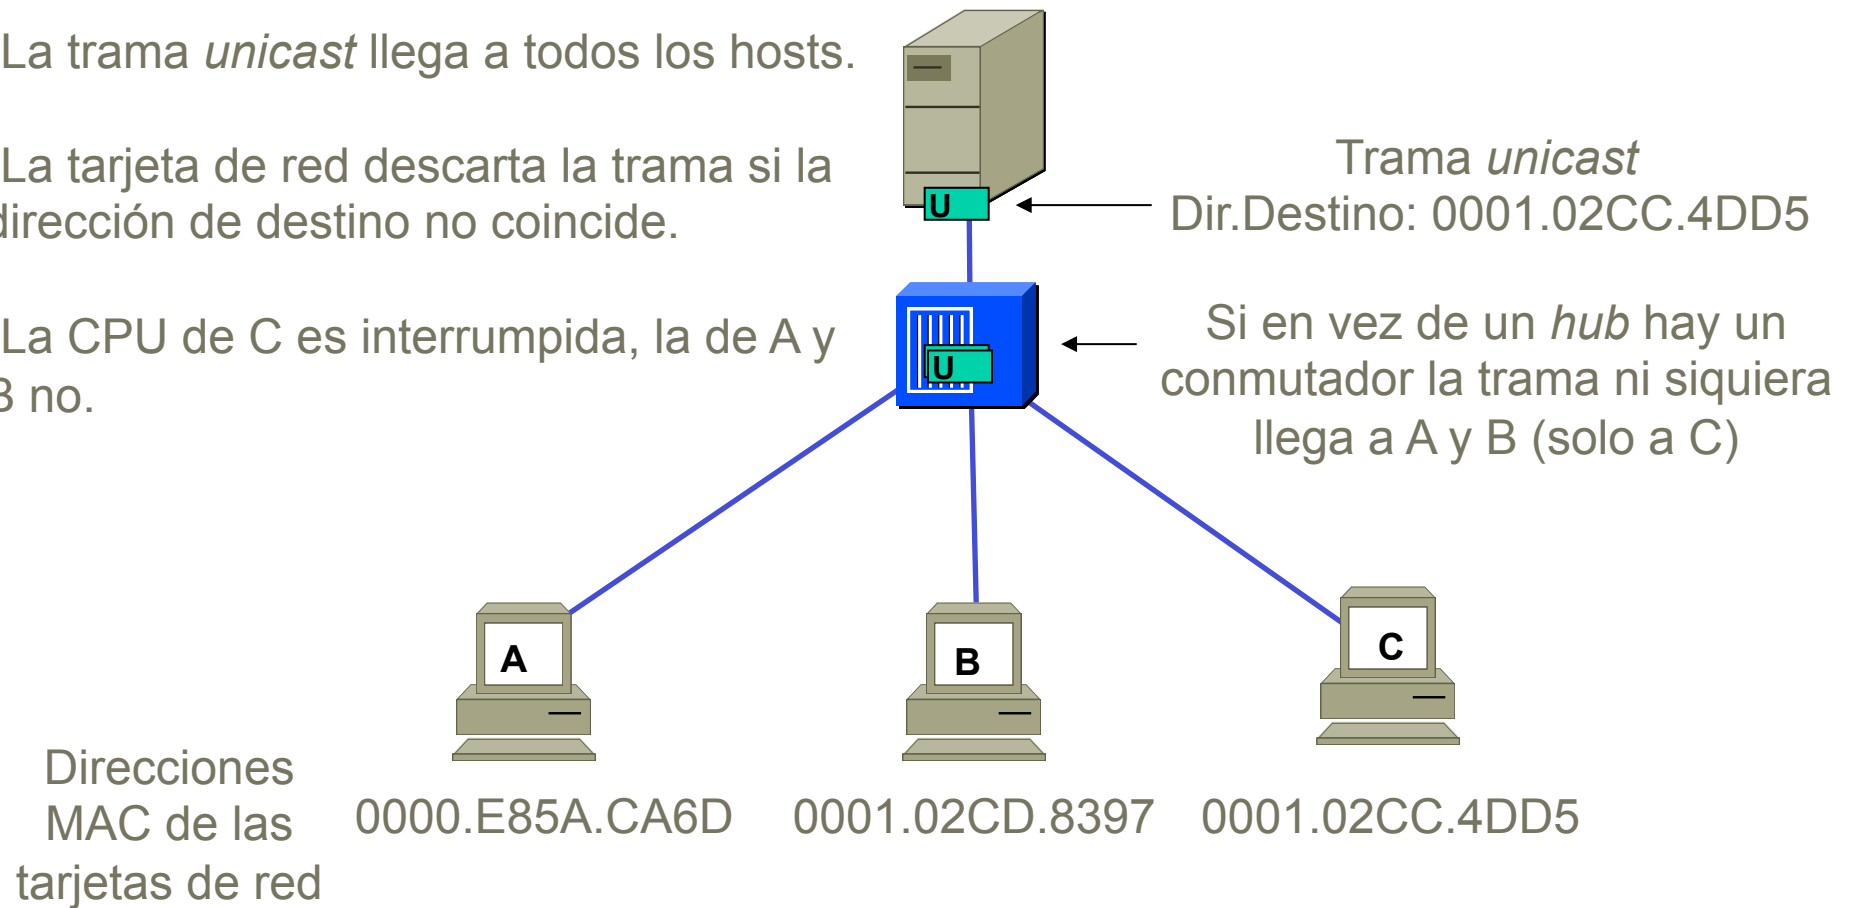 La trama unicast llega a todos los hosts.
La tarjeta de red descarta la trama si la
dirección de destino no coincide.
La CPU de C es interrumpida, la de A y
B no.
U
Trama unicast
Dir.Destino: 0001.02CC.4DD5
U
Si en vez de un hub hay un
conmutador la trama ni siquiera
llega a A y B (solo a C)
A
B
C
Direcciones
MAC de las
tarjetas de red
0000.E85A.CA6D
0001.02CD.8397
0001.02CC.4DD5